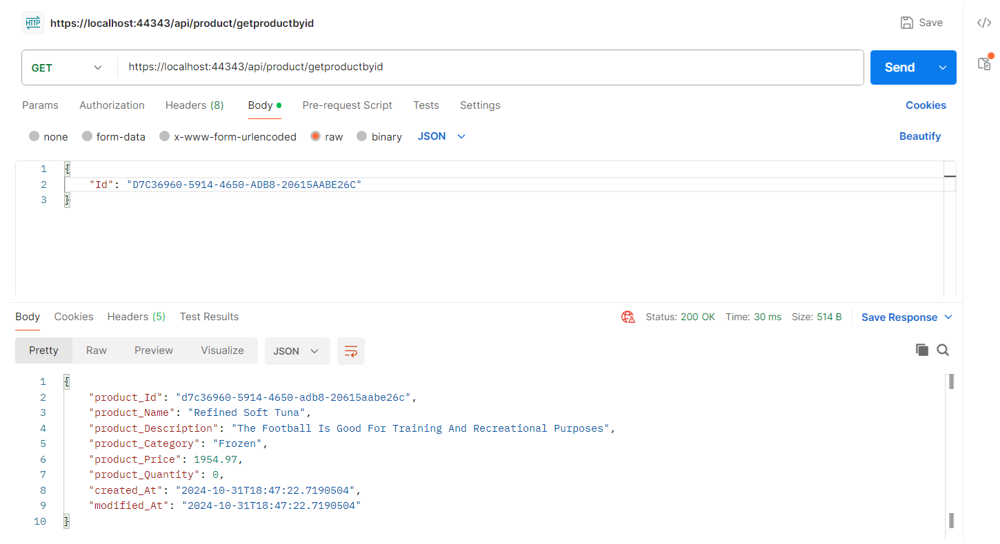 HTTP https://localhost:44343/api/product/getproductbyid Save
GET https://localhost:44343/api/product/getproductbyid Send
Params Authorization Headers (8) Body Pre-request Script Tests Settings Cookies
none form-data x-www-form-urlencoded raw binary JSON Beautify
1 {
2 "Id": "D7C36960-5914-4650-ADB8-20615AABE26C"
3 }
Body Cookies Headers (5) Test Results Status: 200 OK Time: 30 ms Size: 514 B Save Response
Pretty Raw Preview Visualize JSON
1 {
2 "product_Id": "d7c36960-5914-4650-adb8-20615aabe26c",
3 "product_Name": "Refined Soft Tuna",
4 "product_Description": "The Football Is Good For Training And Recreational Purposes",
5 "product_Category": "Frozen",
6 "product_Price": 1954.97,
7 "product_Quantity": 0,
8 "created_At": "2024-10-31T18:47:22.7190504",
9 "modified_At": "2024-10-31T18:47:22.7190504"
10 }